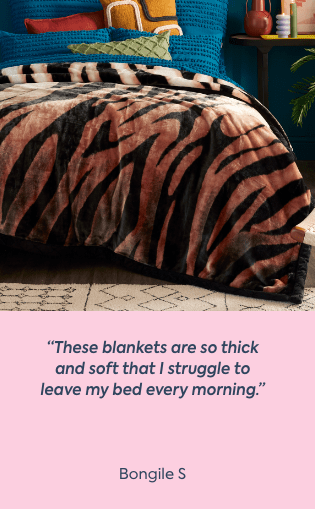 “These blankets are so thick
and soft that I struggle to
leave my bed every morning.”
Bongile S